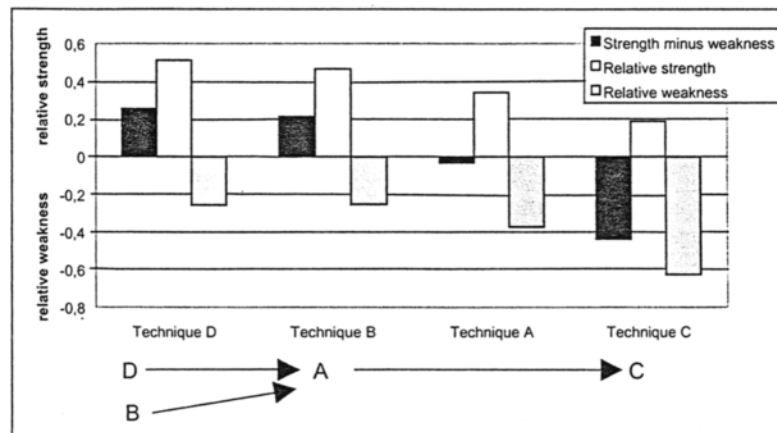 0,6
0,4
0,2
0
-0,2
-0,4
-0,6
-0,8
relative strength
relative weakness
Strength minus weakness
Relative strength
Relative weakness
Technique D Technique B Technique A Technique C
D A C
B